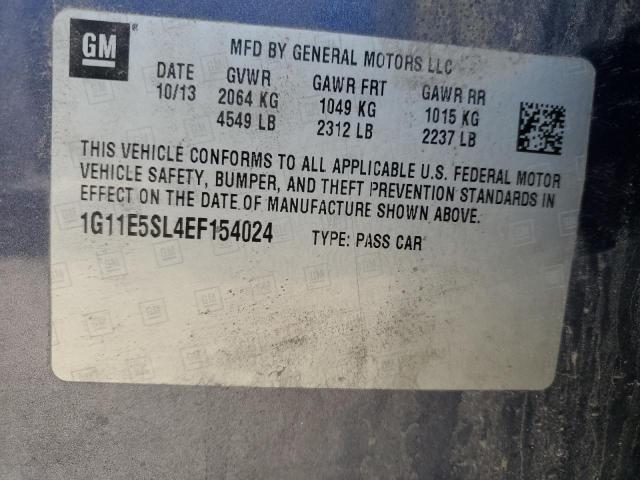 GM
MFD BY GENERAL MOTORS LLC
DATE GVWR GAWR FRT GAWR RR
10/13 2064 KG 1049 KG 1015 KG
4549 LB 2312 LB 2237 LB
THIS VEHICLE CONFORMS TO ALL APPLICABLE U.S. FEDERAL MOTOR
VEHICLE SAFETY, BUMPER, AND THEFT PREVENTION STANDARDS IN
EFFECT ON THE DATE OF MANUFACTURE SHOWN ABOVE.
1G11E5SL4EF154024 TYPE: PASS CAR